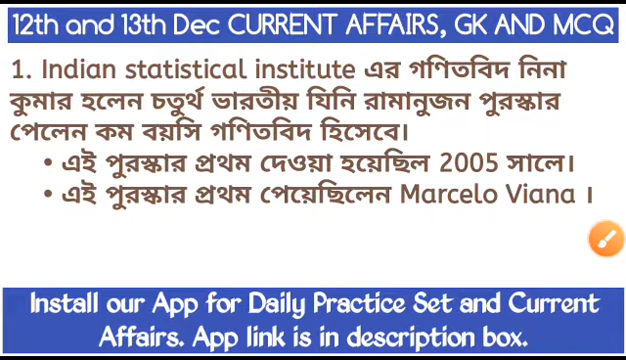 12th and 13th Dec CURRENT AFFAIRS, GK AND MCQ
1. Indian statistical institute এর গণিতবিদ নিনা
কুমার হলেন চতুর্থ ভারতীয় যিনি রামানুজন পুরস্কার
পেলেন কম বয়সি গণিতবিদ হিসেবে।
• এই পুরস্কার প্রথম দেওয়া হয়েছিল 2005 সালে।
• এই পুরস্কার প্রথম পেয়েছিলেন Marcelo Viana ।
Install our App for Daily Practice Set and Current
Affairs. App link is in description box.